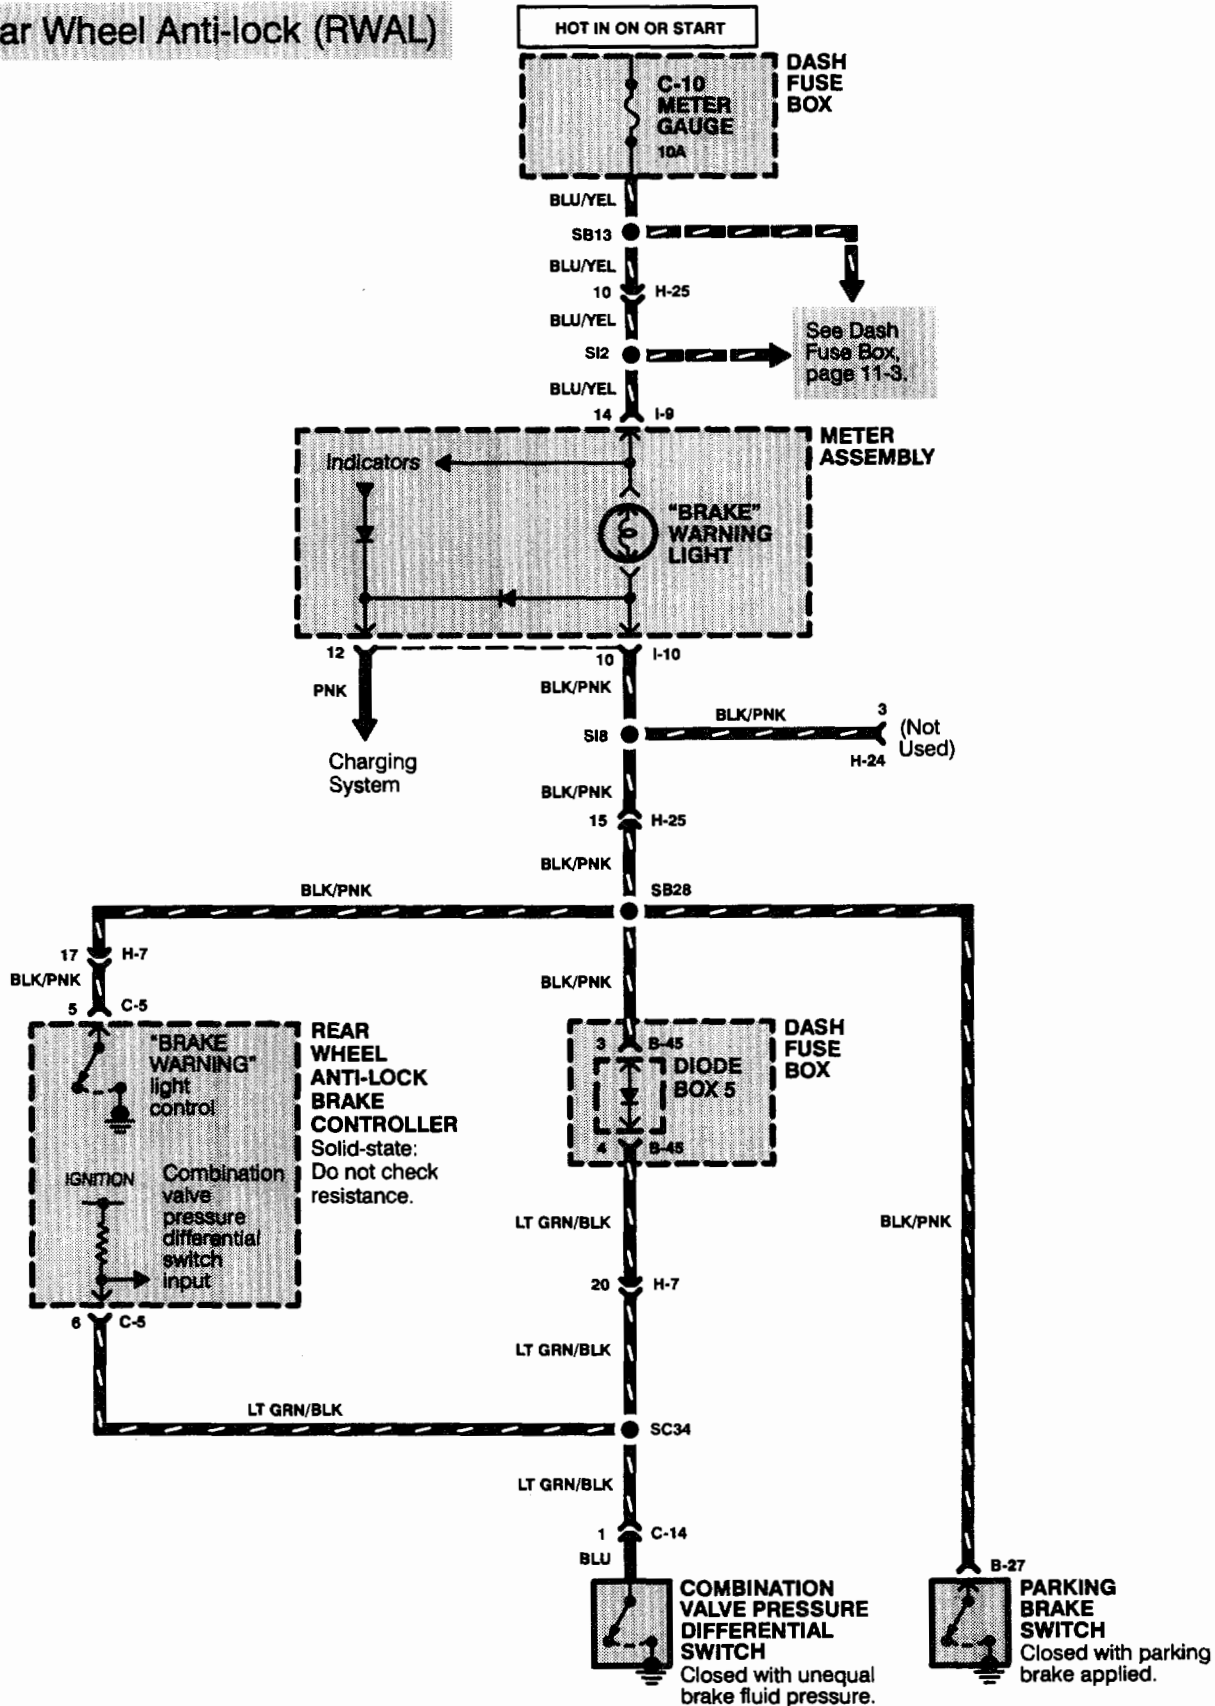 ar Wheel Anti-lock (RWAL)
HOT IN ON OR START
DASH
FUSE
BOX
C-10
METER
GAUGE
10A
BLU/YEL
SB13
BLU/YEL
10
H-25
BLU/YEL
SI2
See Dash
Fuse Box,
page 11-3.
BLU/YEL
14
I-9
METER
ASSEMBLY
Indicators
"BRAKE"
WARNING
LIGHT
12
10
I-10
PNK
BLK/PNK
Charging
System
SI8
BLK/PNK
3
H-24
(Not
Used)
BLK/PNK
15
H-25
BLK/PNK
BLK/PNK
SB28
17
H-7
BLK/PNK
BLK/PNK
5
C-5
"BRAKE
WARNING"
light
control
REAR
WHEEL
ANTI-LOCK
BRAKE
CONTROLLER
Solid-state:
Do not check
resistance.
IGNITION
Combination
valve
pressure
differential
switch
input
3
B-45
DIODE
BOX 5
4
B-45
DASH
FUSE
BOX
LT GRN/BLK
BLK/PNK
20
H-7
6
C-5
LT GRN/BLK
LT GRN/BLK
SC34
LT GRN/BLK
1
C-14
BLU
COMBINATION
VALVE PRESSURE
DIFFERENTIAL
SWITCH
Closed with unequal
brake fluid pressure.
B-27
PARKING
BRAKE
SWITCH
Closed with parking
brake applied.